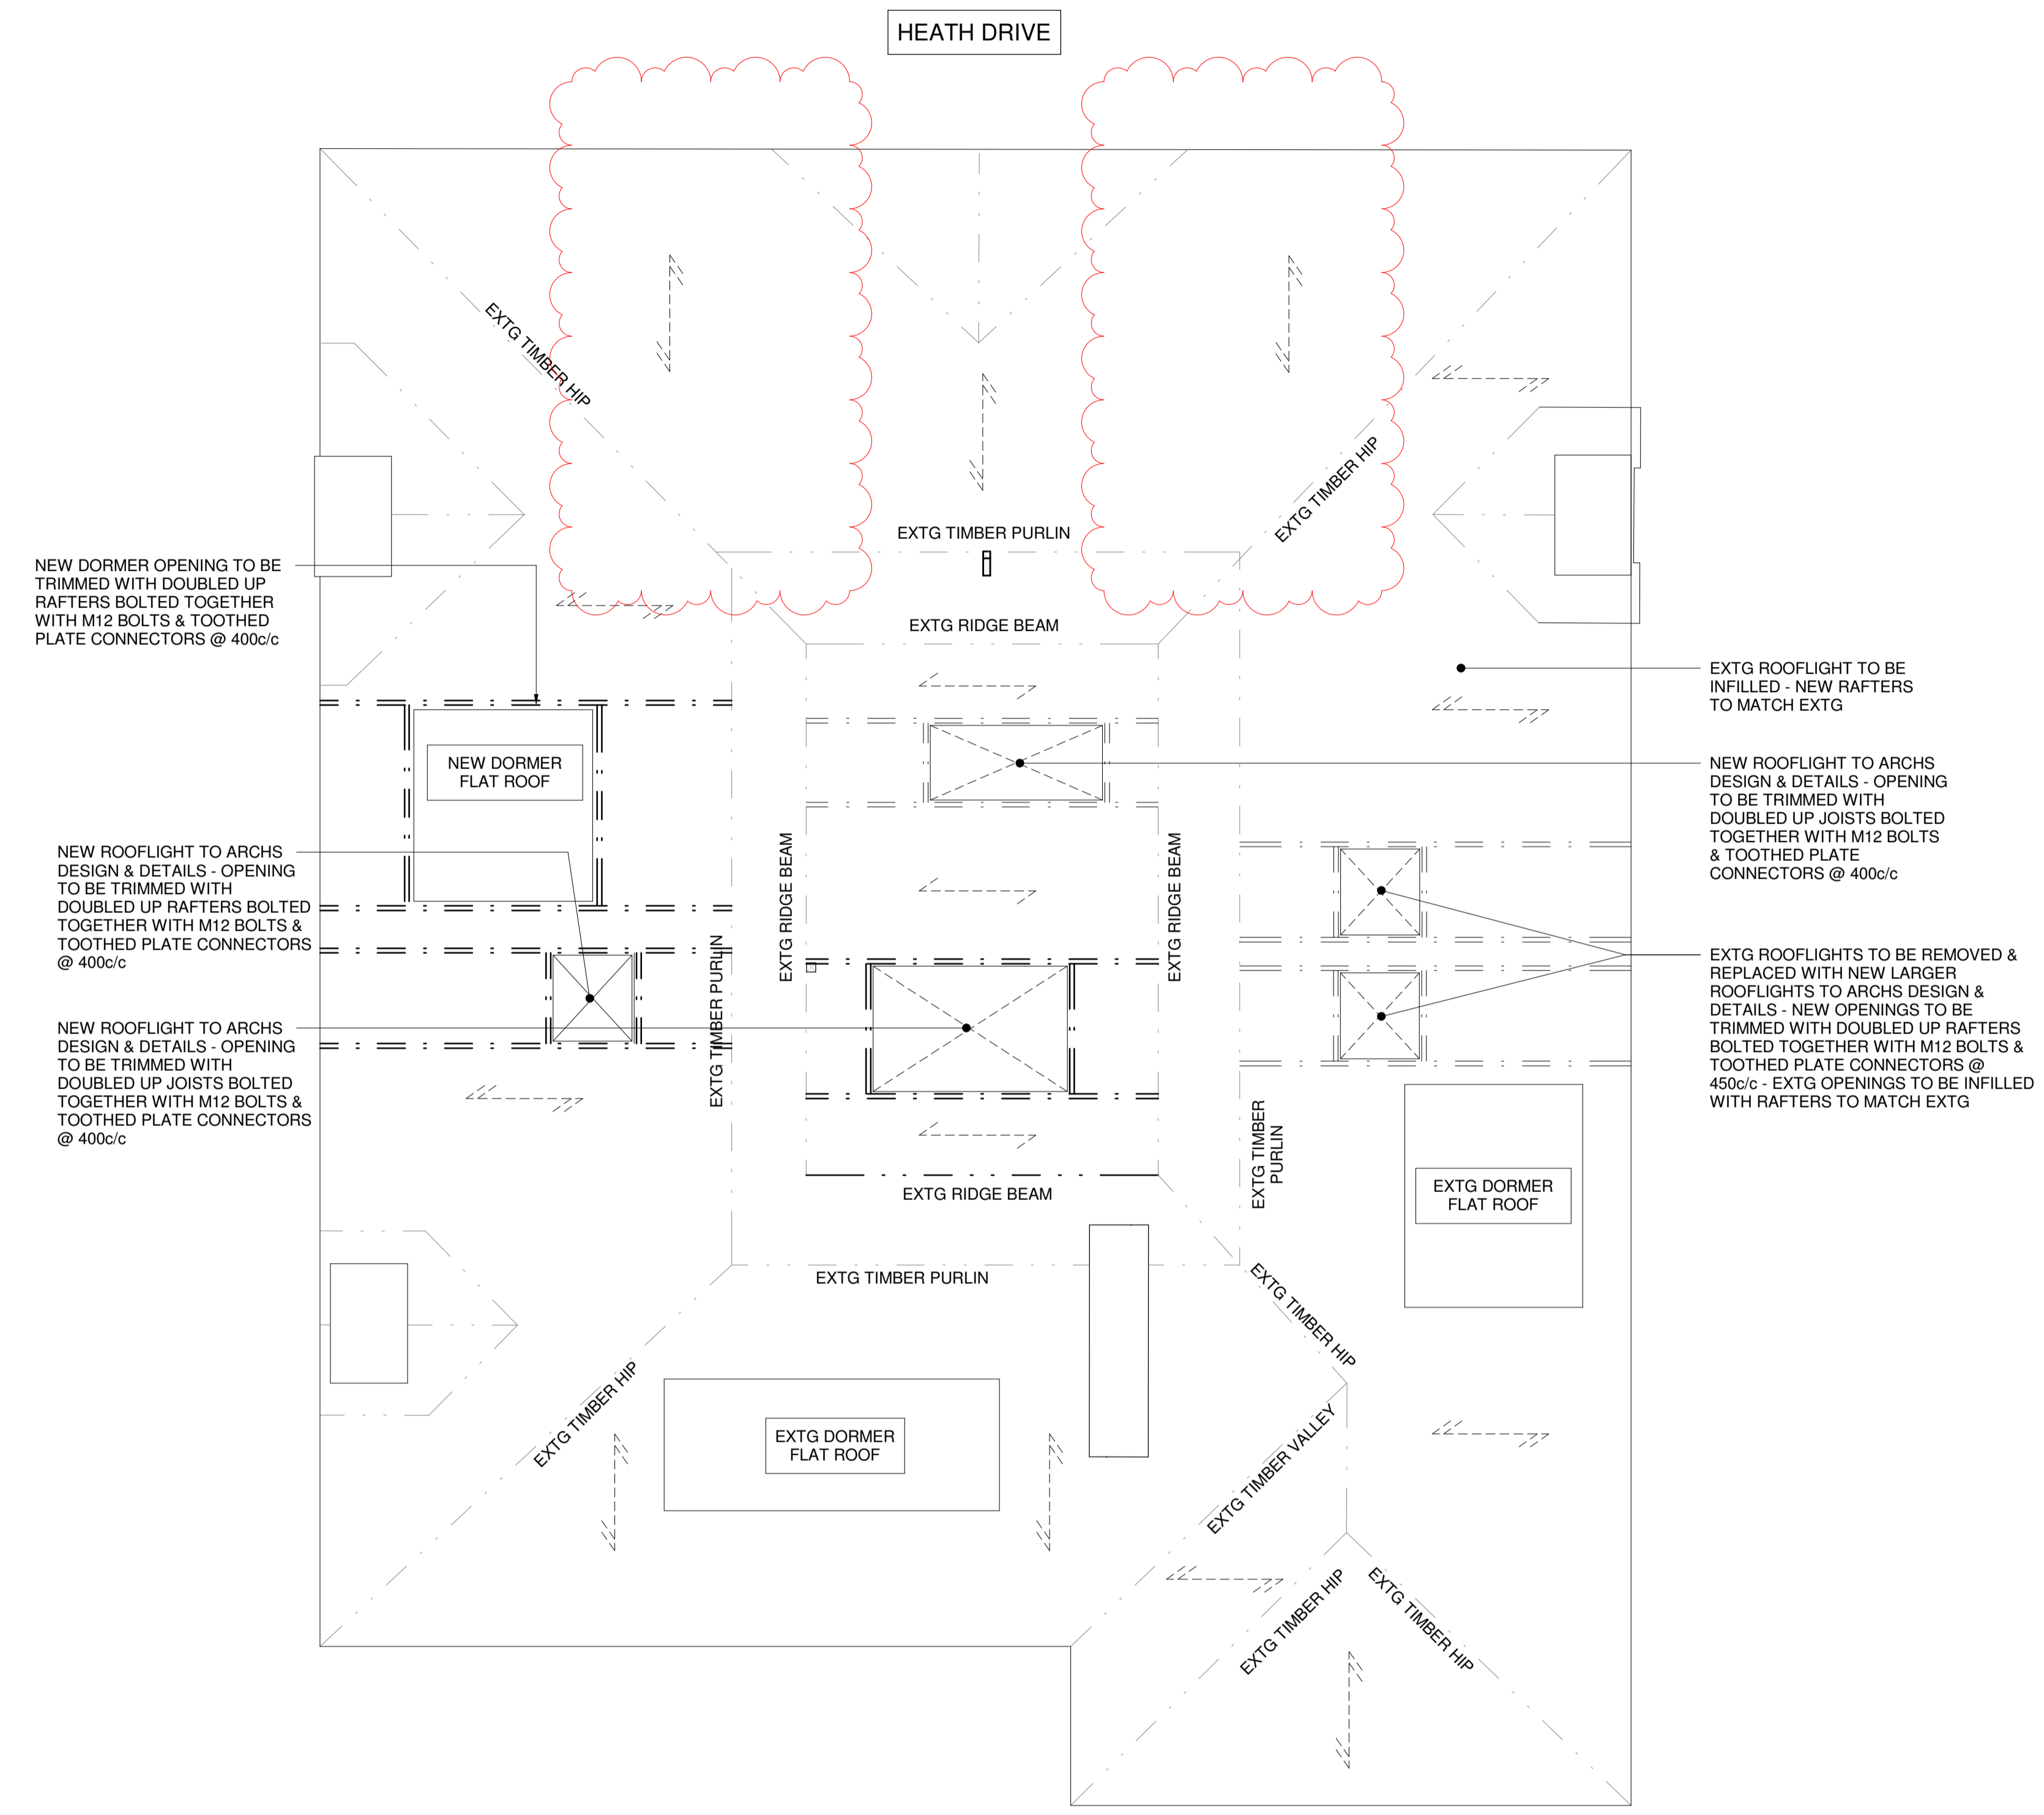 HEATH DRIVE
EXTG TIMBER HIP
EXTG TIMBER HIP
EXTG TIMBER PURLIN
NEW DORMER OPENING TO BE
TRIMMED WITH DOUBLED UP
RAFTERS BOLTED TOGETHER
WITH M12 BOLTS & TOOTHED
PLATE CONNECTORS @ 400c/c
EXTG RIDGE BEAM
EXTG ROOFLIGHT TO BE
INFILLED - NEW RAFTERS
TO MATCH EXTG
NEW DORMER
FLAT ROOF
NEW ROOFLIGHT TO ARCHS
DESIGN & DETAILS - OPENING
TO BE TRIMMED WITH
DOUBLED UP JOISTS BOLTED
TOGETHER WITH M12 BOLTS
& TOOTHED PLATE
CONNECTORS @ 400c/c
NEW ROOFLIGHT TO ARCHS
DESIGN & DETAILS - OPENING
TO BE TRIMMED WITH
DOUBLED UP RAFTERS BOLTED
TOGETHER WITH M12 BOLTS &
TOOTHED PLATE CONNECTORS
@ 400c/c
EXTG TIMBER PURLIN
EXTG RIDGE BEAM
EXTG RIDGE BEAM
EXTG ROOFLIGHTS TO BE REMOVED &
REPLACED WITH NEW LARGER
ROOFLIGHTS TO ARCHS DESIGN &
DETAILS - NEW OPENINGS TO BE
TRIMMED WITH DOUBLED UP RAFTERS
BOLTED TOGETHER WITH M12 BOLTS &
TOOTHED PLATE CONNECTORS @
450c/c - EXTG OPENINGS TO BE INFILLED
WITH RAFTERS TO MATCH EXTG
NEW ROOFLIGHT TO ARCHS
DESIGN & DETAILS - OPENING
TO BE TRIMMED WITH
DOUBLED UP JOISTS BOLTED
TOGETHER WITH M12 BOLTS &
TOOTHED PLATE CONNECTORS
@ 400c/c
EXTG TIMBER
PURLIN
EXTG RIDGE BEAM
EXTG DORMER
FLAT ROOF
EXTG TIMBER PURLIN
EXTG TIMBER HIP
EXTG TIMBER HIP
EXTG DORMER
FLAT ROOF
EXTG TIMBER VALLEY
EXTG TIMBER HIP
EXTG TIMBER HIP